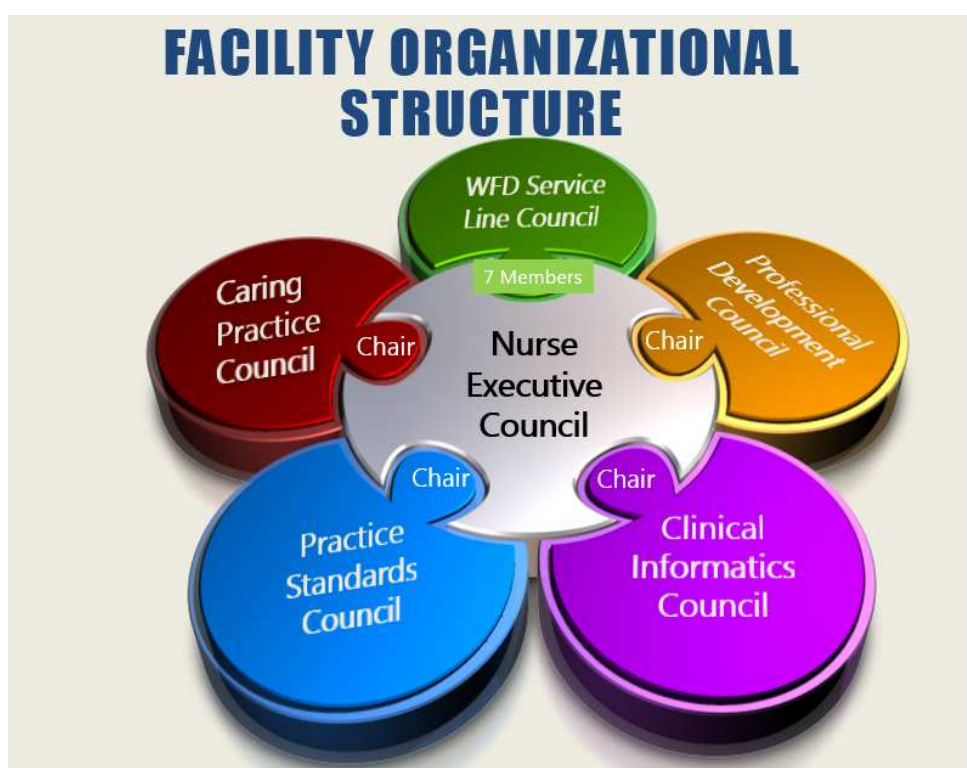 FACILITY ORGANIZATIONAL
STRUCTURE
WFD Service
Line Council
7 Members
Caring
Practice
Council
Chair
Professional
Development
Council
Chair
Nurse
Executive
Council
Chair
Practice
Standards
Council
Chair
Clinical
Informatics
Council